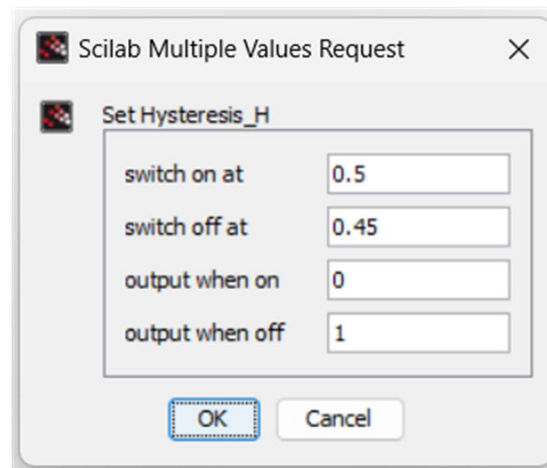 Scilab Multiple Values Request
Set Hysteresis_H
switch on at 0.5
switch off at 0.45
output when on 0
output when off 1
OK Cancel